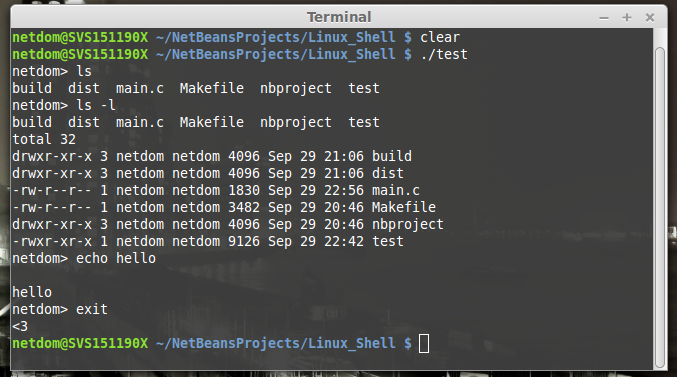 Terminal
netdom@SVS151190X ~/NetBeansProjects/Linux_Shell $ clear
netdom@SVS151190X ~/NetBeansProjects/Linux_Shell $ ./test
netdom> ls
build  dist  main.c  Makefile  nbproject  test
netdom> ls -l
build  dist  main.c  Makefile  nbproject  test
total 32
drwxr-xr-x 3 netdom netdom 4096 Sep 29 21:06 build
drwxr-xr-x 3 netdom netdom 4096 Sep 29 21:06 dist
-rw-r--r-- 1 netdom netdom 1830 Sep 29 22:56 main.c
-rw-r--r-- 1 netdom netdom 3482 Sep 29 20:46 Makefile
drwxr-xr-x 3 netdom netdom 4096 Sep 29 20:46 nbproject
-rwxr-xr-x 1 netdom netdom 9126 Sep 29 22:42 test
netdom> echo hello
hello
netdom> exit
<3
netdom@SVS151190X ~/NetBeansProjects/Linux_Shell $